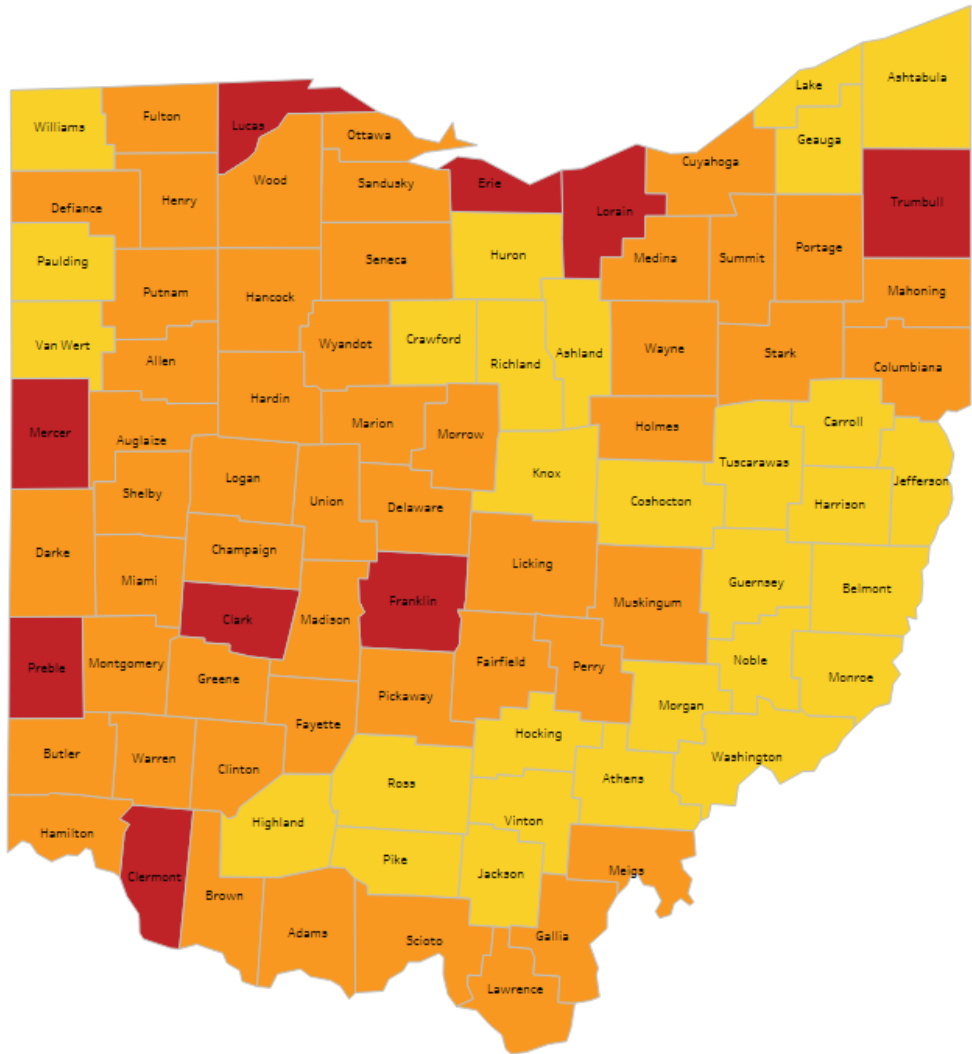 Ashtabula
Lake
Williams
Fulton
Lucas
Ottawa
Geauga
Cuyahoga
Wood
Sandusky
Erie
Defiance
Henry
Lorain
Trumbull
Paulding
Seneca
Huron
Medina
Summit
Portage
Putnam
Hancock
Mahoning
Van Wert
Allen
Wyandot
Crawford
Richland
Ashland
Wayne
Stark
Columbiana
Mercer
Auglaize
Hardin
Marion
Morrow
Holmes
Carroll
Tuscarawas
Shelby
Logan
Union
Delaware
Knox
Coshocton
Harrison
Jefferson
Darke
Miami
Champaign
Licking
Guernsey
Belmont
Clark
Madison
Franklin
Muskingum
Preble
Montgomery
Greene
Pickaway
Fairfield
Perry
Noble
Monroe
Morgan
Butler
Warren
Clinton
Fayette
Hocking
Washington
Ross
Athens
Hamilton
Highland
Vinton
Clermont
Pike
Jackson
Meigs
Brown
Adams
Scioto
Gallia
Lawrence